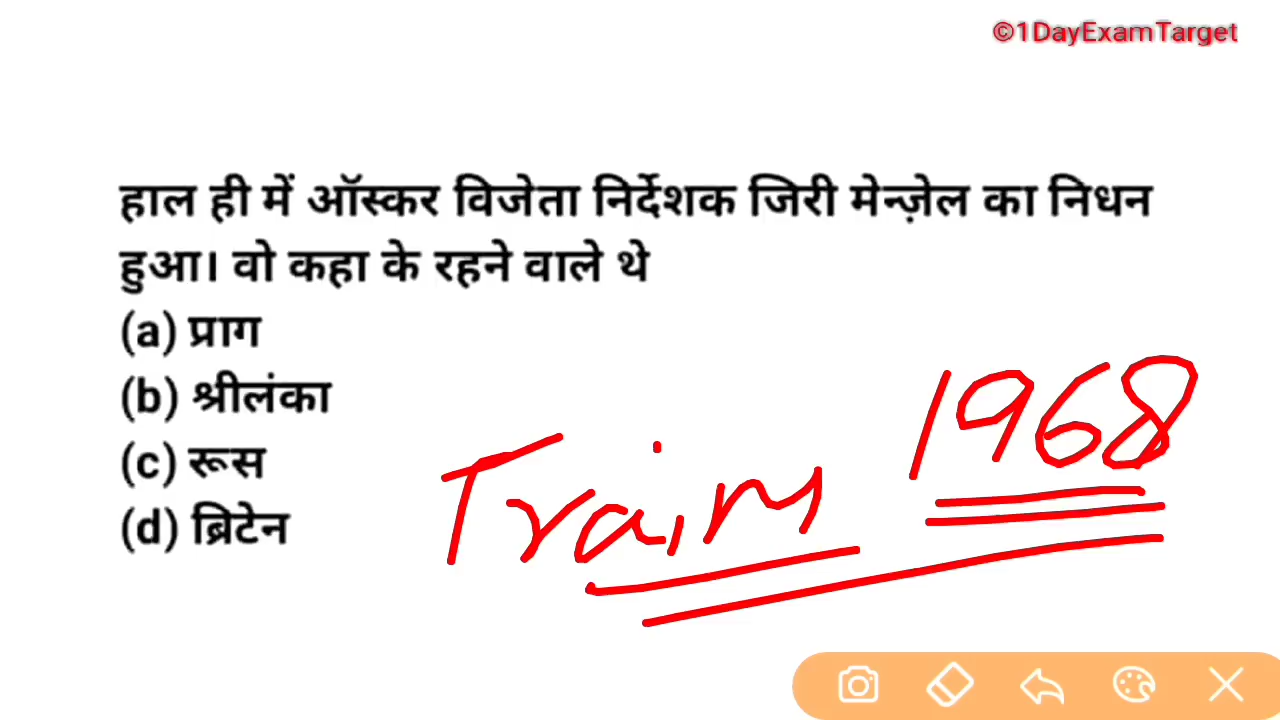 ©1DayExamTarget
हाल ही में ऑस्कर विजेता निर्देशक जिरी मेन्ज़ेल का निधन
हुआ। वो कहा के रहने वाले थे
(a) प्राग
(b) श्रीलंका
(c) रूस
(d) ब्रिटेन
Train 1968